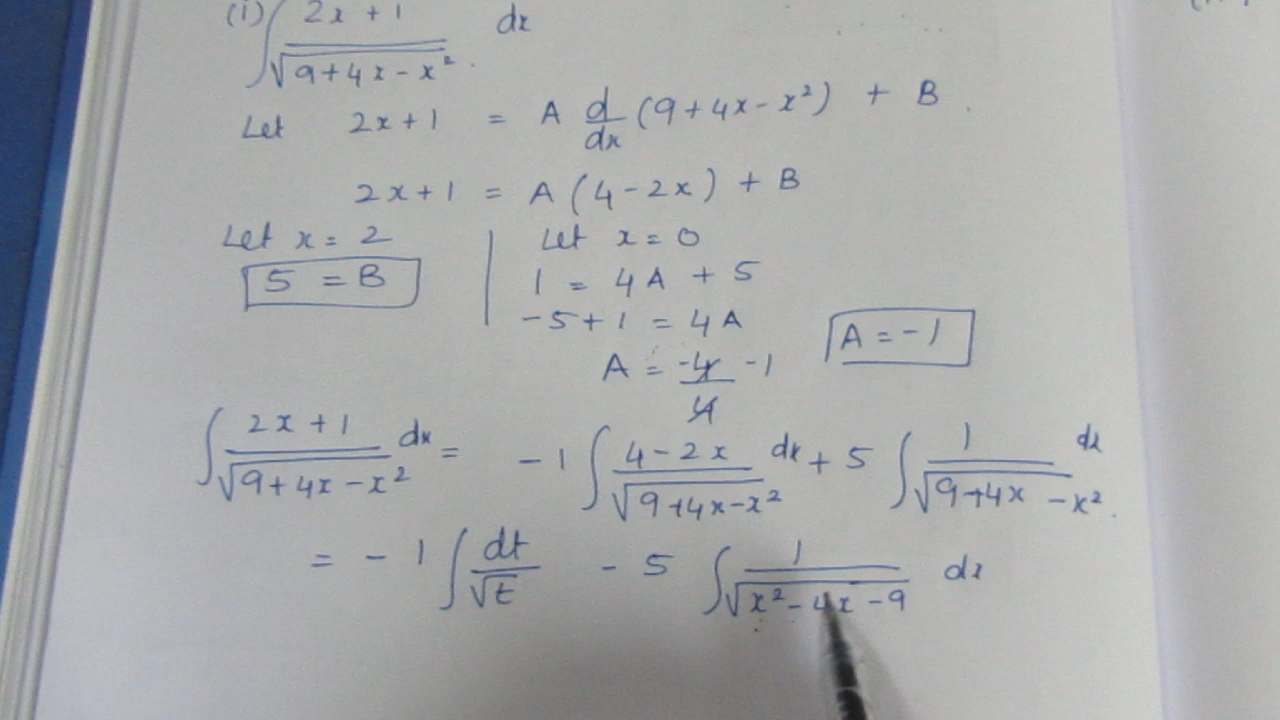 (i) ∫ 2x + 1 / √(9 + 4x - x²) dx
Let 2x + 1 = A d/dx (9 + 4x - x²) + B
2x + 1 = A (4 - 2x) + B
Let x = 2
5 = B
Let x = 0
1 = 4A + 5
-5 + 1 = 4A
A = -4/4 -1
A = -1
∫ 2x + 1 / √(9 + 4x - x²) dx = -1 ∫ 4 - 2x / √(9 + 4x - x²) dx + 5 ∫ 1 / √(9 + 4x - x²) dx
= -1 ∫ dt / √t - 5 ∫ 1 / √(x² - 4x - 9) dx